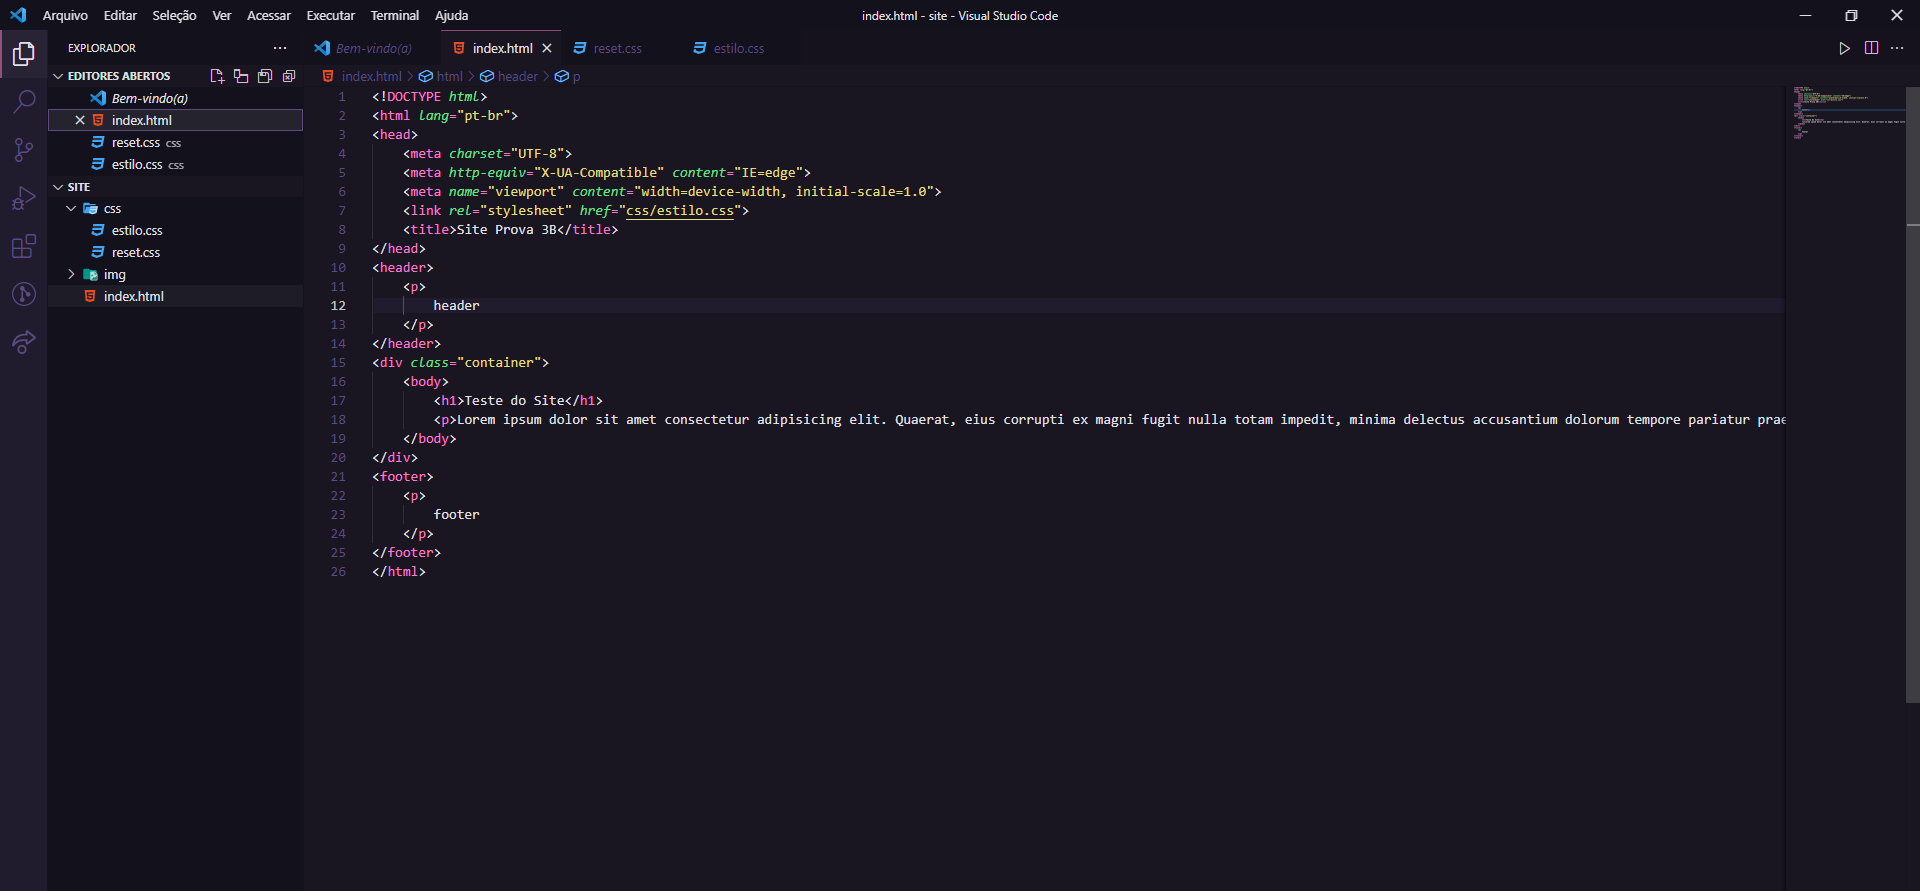 Arquivo Editar Seleção Ver Acessar Executar Terminal Ajuda
index.html - site - Visual Studio Code
EXPLORADOR
Bem-vindo(a) index.html reset.css estilo.css
EDITORES ABERTOS
Bem-vindo(a)
index.html
reset.css css
estilo.css css
SITE
css
estilo.css
reset.css
img
index.html
index.html > html > header > p
1 <!DOCTYPE html>
2 <html lang="pt-br">
3 <head>
4 <meta charset="UTF-8">
5 <meta http-equiv="X-UA-Compatible" content="IE=edge">
6 <meta name="viewport" content="width=device-width, initial-scale=1.0">
7 <link rel="stylesheet" href="css/estilo.css">
8 <title>Site Prova 3B</title>
9 </head>
10 <header>
11 <p>
12 header
13 </p>
14 </header>
15 <div class="container">
16 <body>
17 <h1>Teste do Site</h1>
18 <p>Lorem ipsum dolor sit amet consectetur adipisicing elit. Quaerat, eius corrupti ex magni fugit nulla totam impedit, minima delectus accusantium dolorum tempore pariatur prae
19 </body>
20 </div>
21 <footer>
22 <p>
23 footer
24 </p>
25 </footer>
26 </html>